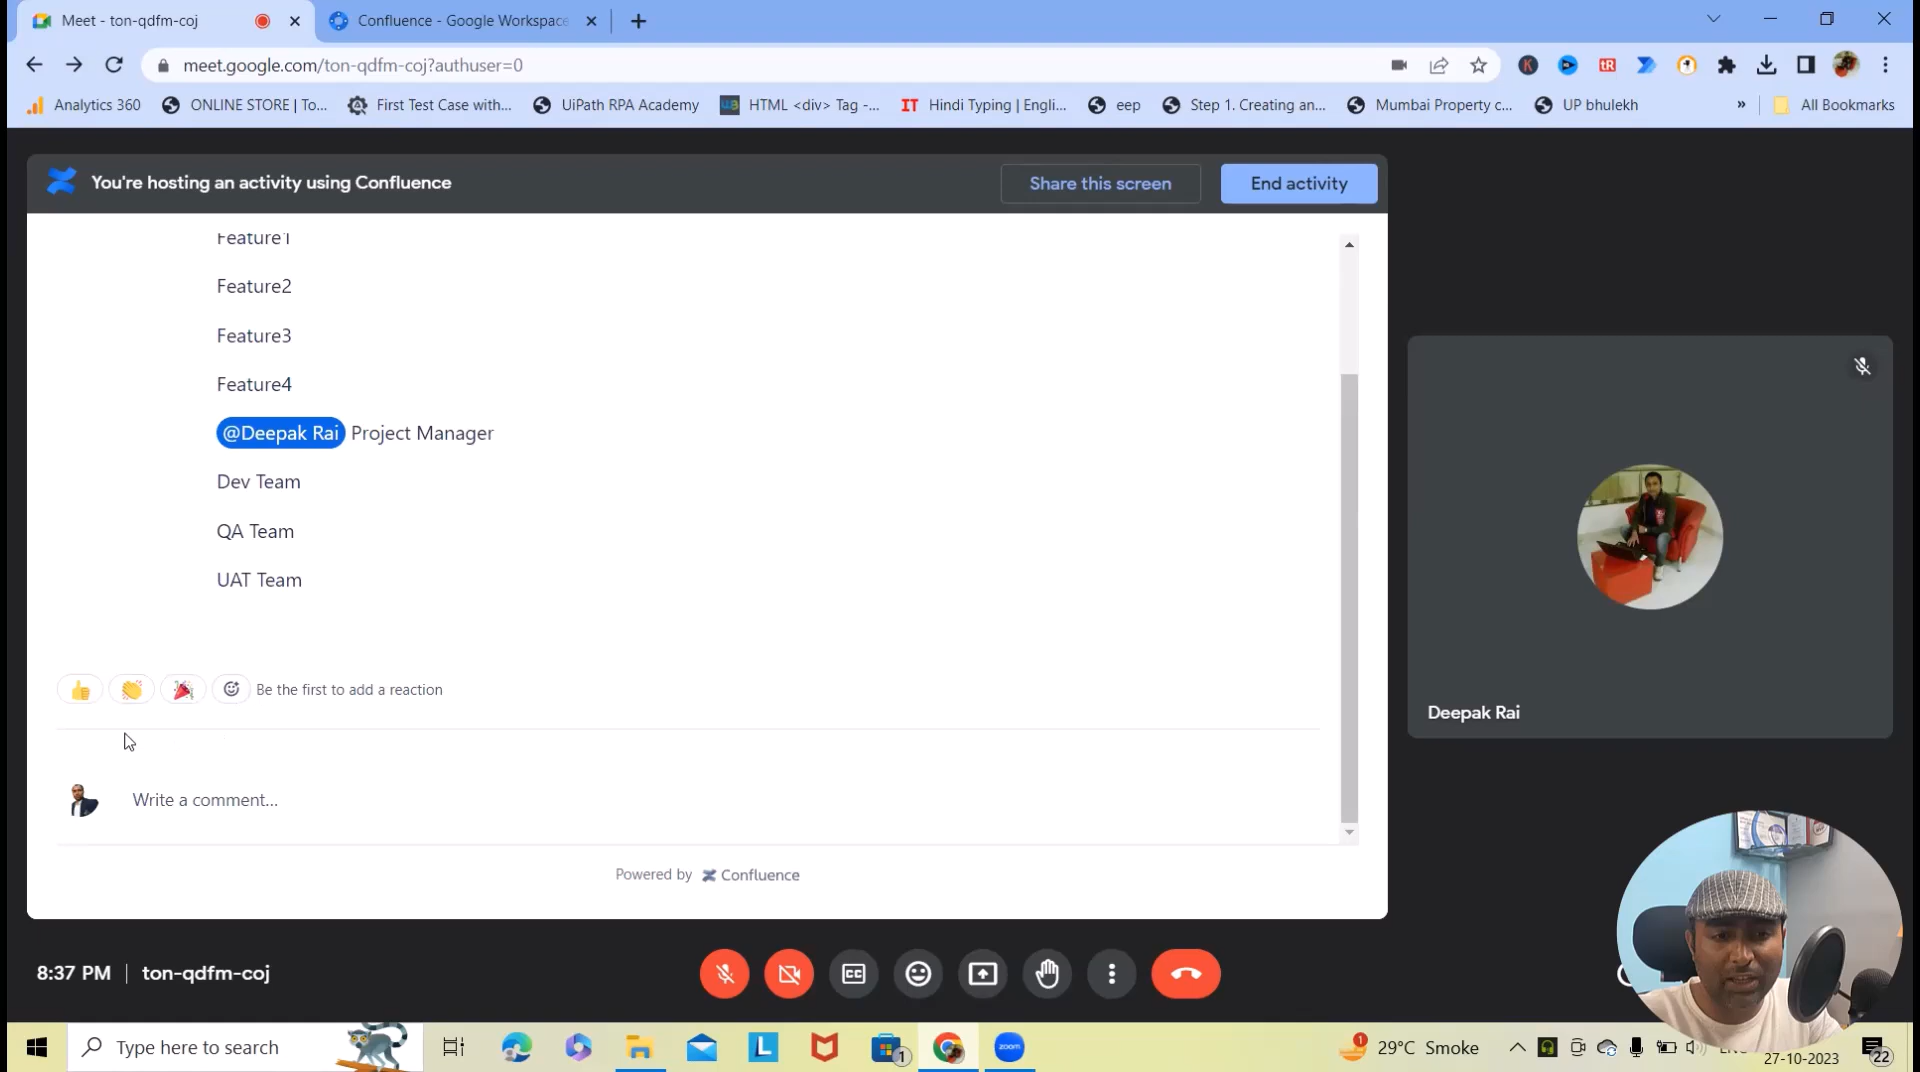 Meet - ton-qdfm-coj
Confluence - Google Workspace
meet.google.com/ton-qdfm-coj?authuser=0
Analytics 360
ONLINE STORE | To...
First Test Case with...
UiPath RPA Academy
HTML <div> Tag -...
IT Hindi Typing | Engli...
eep
Step 1. Creating an...
Mumbai Property c...
UP bhulekh
»
All Bookmarks
You're hosting an activity using Confluence
Share this screen
End activity
Feature1
Feature2
Feature3
Feature4
@Deepak Rai Project Manager
Dev Team
QA Team
UAT Team
Be the first to add a reaction
Write a comment...
Powered by Confluence
Deepak Rai
8:37 PM | ton-qdfm-coj
Type here to search
zoom
1
29°C Smoke
27-10-2023
22